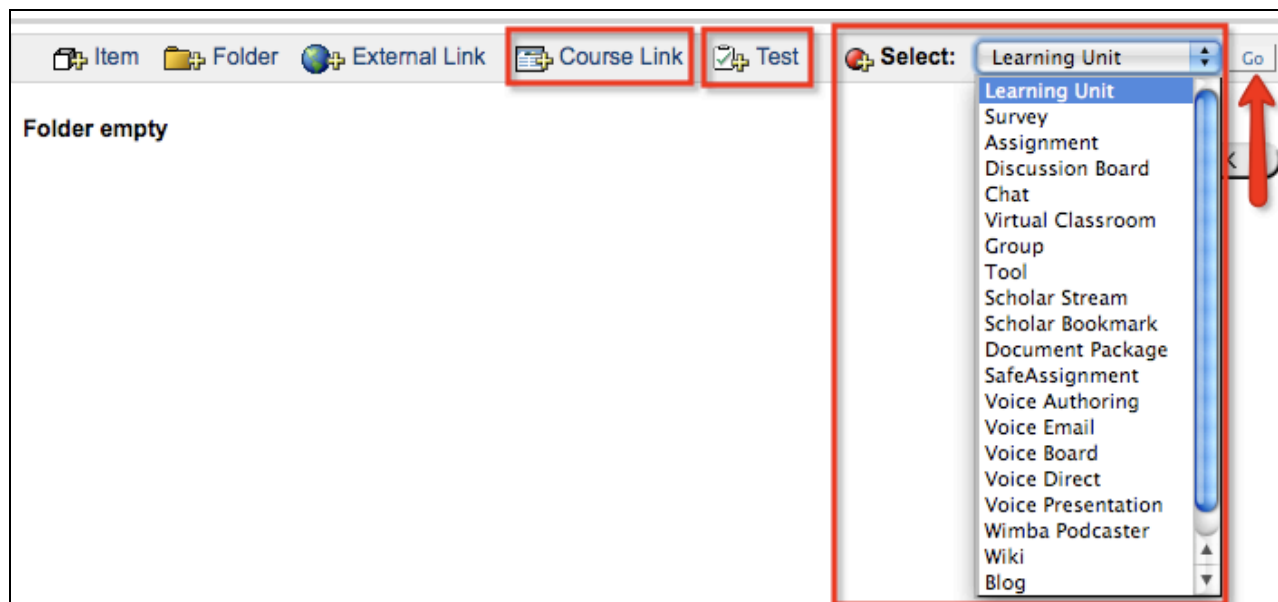 Item Folder External Link Course Link Test Select: Learning Unit Go
Learning Unit
Folder empty
Survey
Assignment
Discussion Board
Chat
Virtual Classroom
Group
Tool
Scholar Stream
Scholar Bookmark
Document Package
SafeAssignment
Voice Authoring
Voice Email
Voice Board
Voice Direct
Voice Presentation
Wimba Podcaster
Wiki
Blog